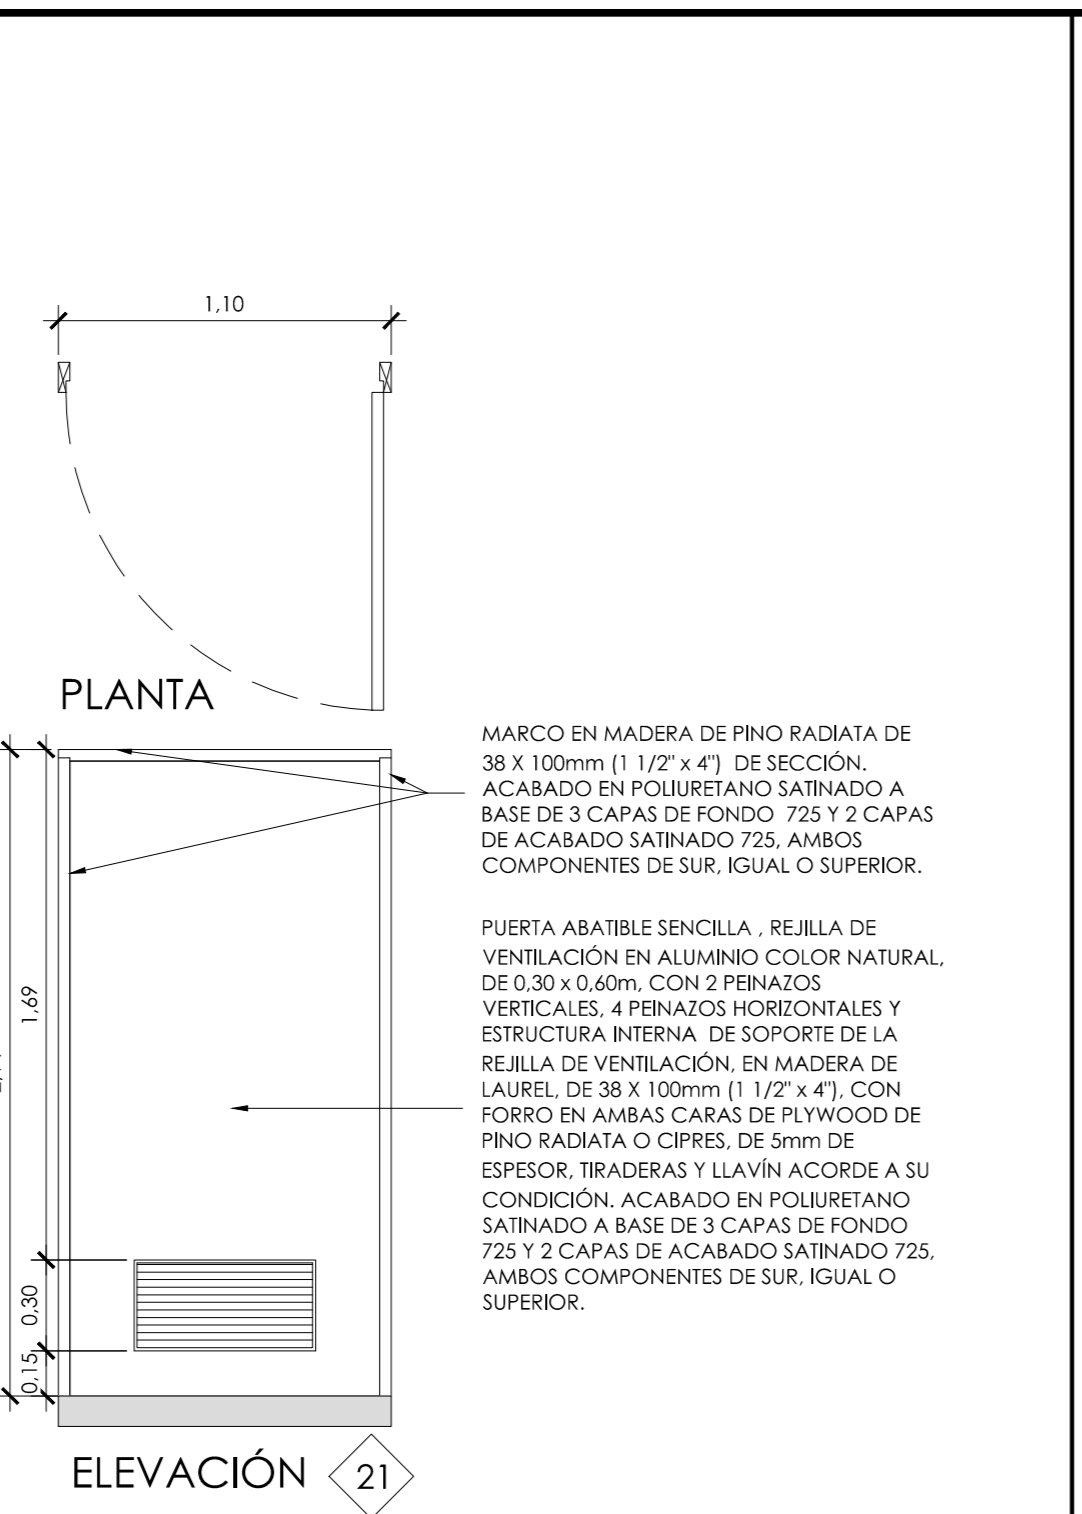 1,10
PLANTA
MARCO EN MADERA DE PINO RADIATA DE
38 X 100mm (1 1/2" x 4") DE SECCIÓN.
ACABADO EN POLIURETANO SATINADO A
BASE DE 3 CAPAS DE FONDO 725 Y 2 CAPAS
DE ACABADO SATINADO 725, AMBOS
COMPONENTES DE SUR, IGUAL O SUPERIOR.
PUERTA ABATIBLE SENCILLA , REJILLA DE
VENTILACIÓN EN ALUMINIO COLOR NATURAL,
DE 0,30 x 0,60m, CON 2 PEINAZOS
VERTICALES, 4 PEINAZOS HORIZONTALES Y
ESTRUCTURA INTERNA DE SOPORTE DE LA
REJILLA DE VENTILACIÓN, EN MADERA DE
LAUREL, DE 38 X 100mm (1 1/2" x 4"), CON
FORRO EN AMBAS CARAS DE PLYWOOD DE
PINO RADIATA O CIPRES, DE 5mm DE
ESPESOR, TIRADERAS Y LLAVÍN ACORDE A SU
CONDICIÓN. ACABADO EN POLIURETANO
SATINADO A BASE DE 3 CAPAS DE FONDO
725 Y 2 CAPAS DE ACABADO SATINADO 725,
AMBOS COMPONENTES DE SUR, IGUAL O
SUPERIOR.
1,69
0,30
0,15
ELEVACIÓN 21